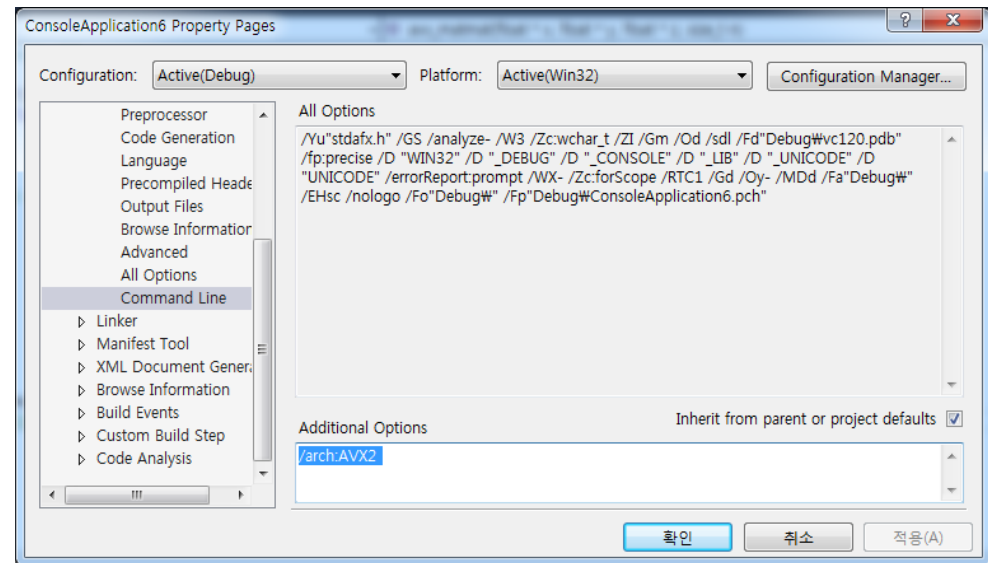 ConsoleApplication6 Property Pages
Configuration: Active(Debug) Platform: Active(Win32) Configuration Manager...
Preprocessor
Code Generation
Language
Precompiled Heade
Output Files
Browse Information
Advanced
All Options
Command Line
Linker
Manifest Tool
XML Document Genera
Browse Information
Build Events
Custom Build Step
Code Analysis
All Options
/Yu"stdafx.h" /GS /analyze- /W3 /Zc:wchar_t /ZI /Gm /Od /sdl /Fd"Debug₩vc120.pdb"
/fp:precise /D "WIN32" /D "_DEBUG" /D "_CONSOLE" /D "_LIB" /D "_UNICODE" /D
"UNICODE" /errorReport:prompt /WX- /Zc:forScope /RTC1 /Gd /Oy- /MDd /Fa"Debug₩"
/EHsc /nologo /Fo"Debug₩" /Fp"Debug₩ConsoleApplication6.pch"
Inherit from parent or project defaults
Additional Options
/arch:AVX2
확인 취소 적용(A)